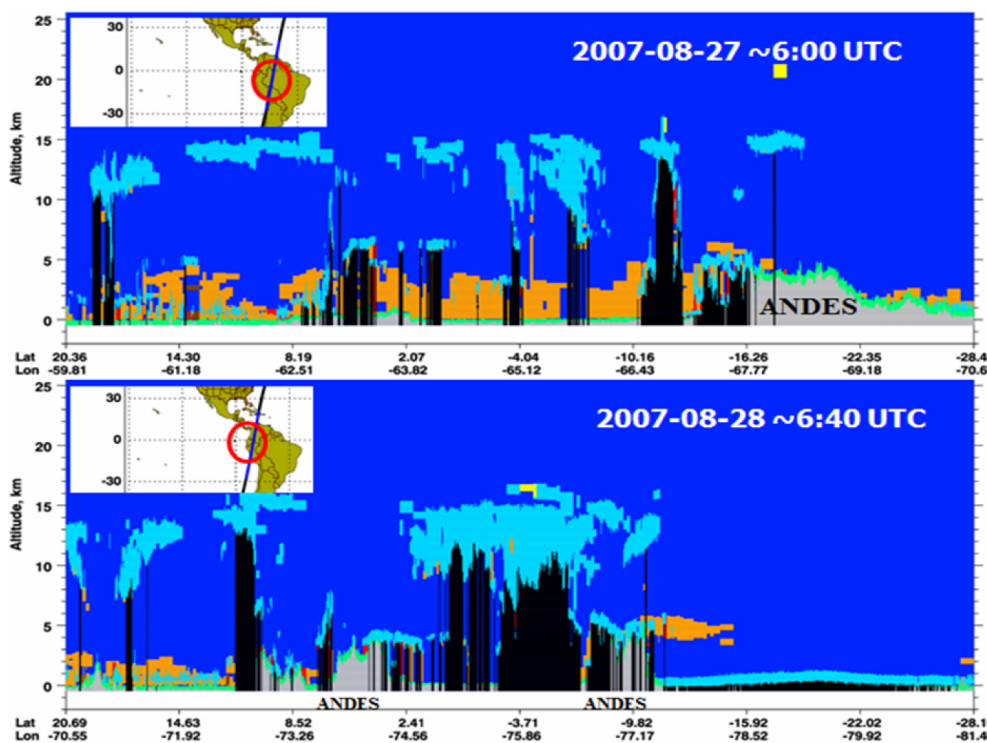 2007-08-27 ~6:00 UTC
30
0
-30
Altitude, km
25
20
15
10
5
0
ANDES
Lat 20.36 14.30 8.19 2.07 -4.04 -10.16 -16.26 -22.35 -28.4
Lon -59.81 -61.18 -62.51 -63.82 -65.12 -66.43 -67.77 -69.18 -70.6
2007-08-28 ~6:40 UTC
30
0
-30
Altitude, km
25
20
15
10
5
0
ANDES ANDES
Lat 20.69 14.63 8.52 2.41 -3.71 -9.82 -15.92 -22.02 -28.1
Lon -70.55 -71.92 -73.26 -74.56 -75.86 -77.17 -78.52 -79.92 -81.4